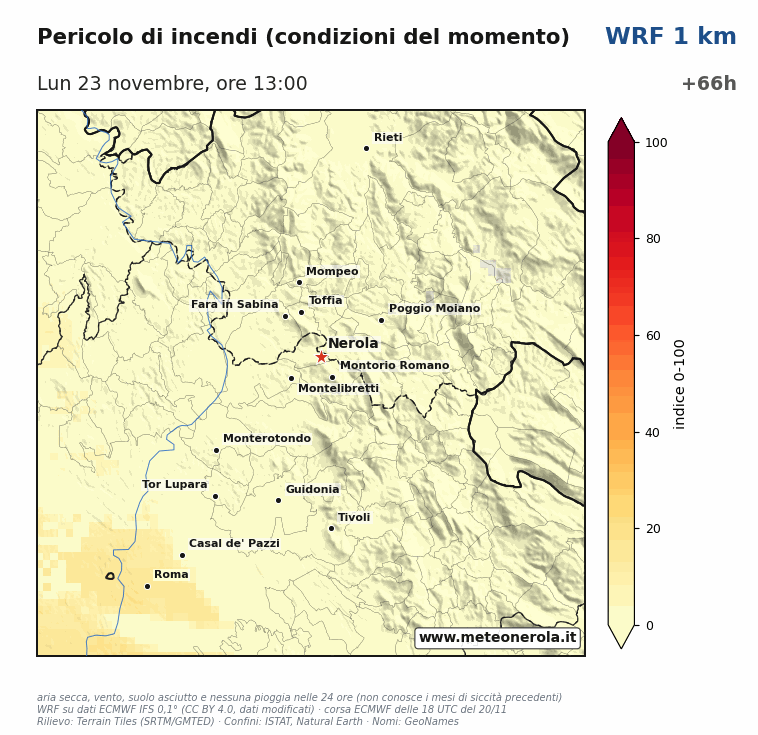 Pericolo di incendi (condizioni del momento)
WRF 1 km
Lun 23 novembre, ore 13:00
+66h
Rieti
Mompeo
Fara in Sabina
Toffia
Poggio Moiano
Nerola
Montorio Romano
Montelibretti
Monterotondo
Tor Lupara
Guidonia
Tivoli
Casal de' Pazzi
Roma
www.meteonerola.it
100
80
60
40
20
0
indice 0-100
aria secca, vento, suolo asciutto e nessuna pioggia nelle 24 ore (non conosce i mesi di siccità precedenti)
WRF su dati ECMWF IFS 0,1° (CC BY 4.0, dati modificati) · corsa ECMWF delle 18 UTC del 20/11
Rilievo: Terrain Tiles (SRTM/GMTED) · Confini: ISTAT, Natural Earth · Nomi: GeoNames